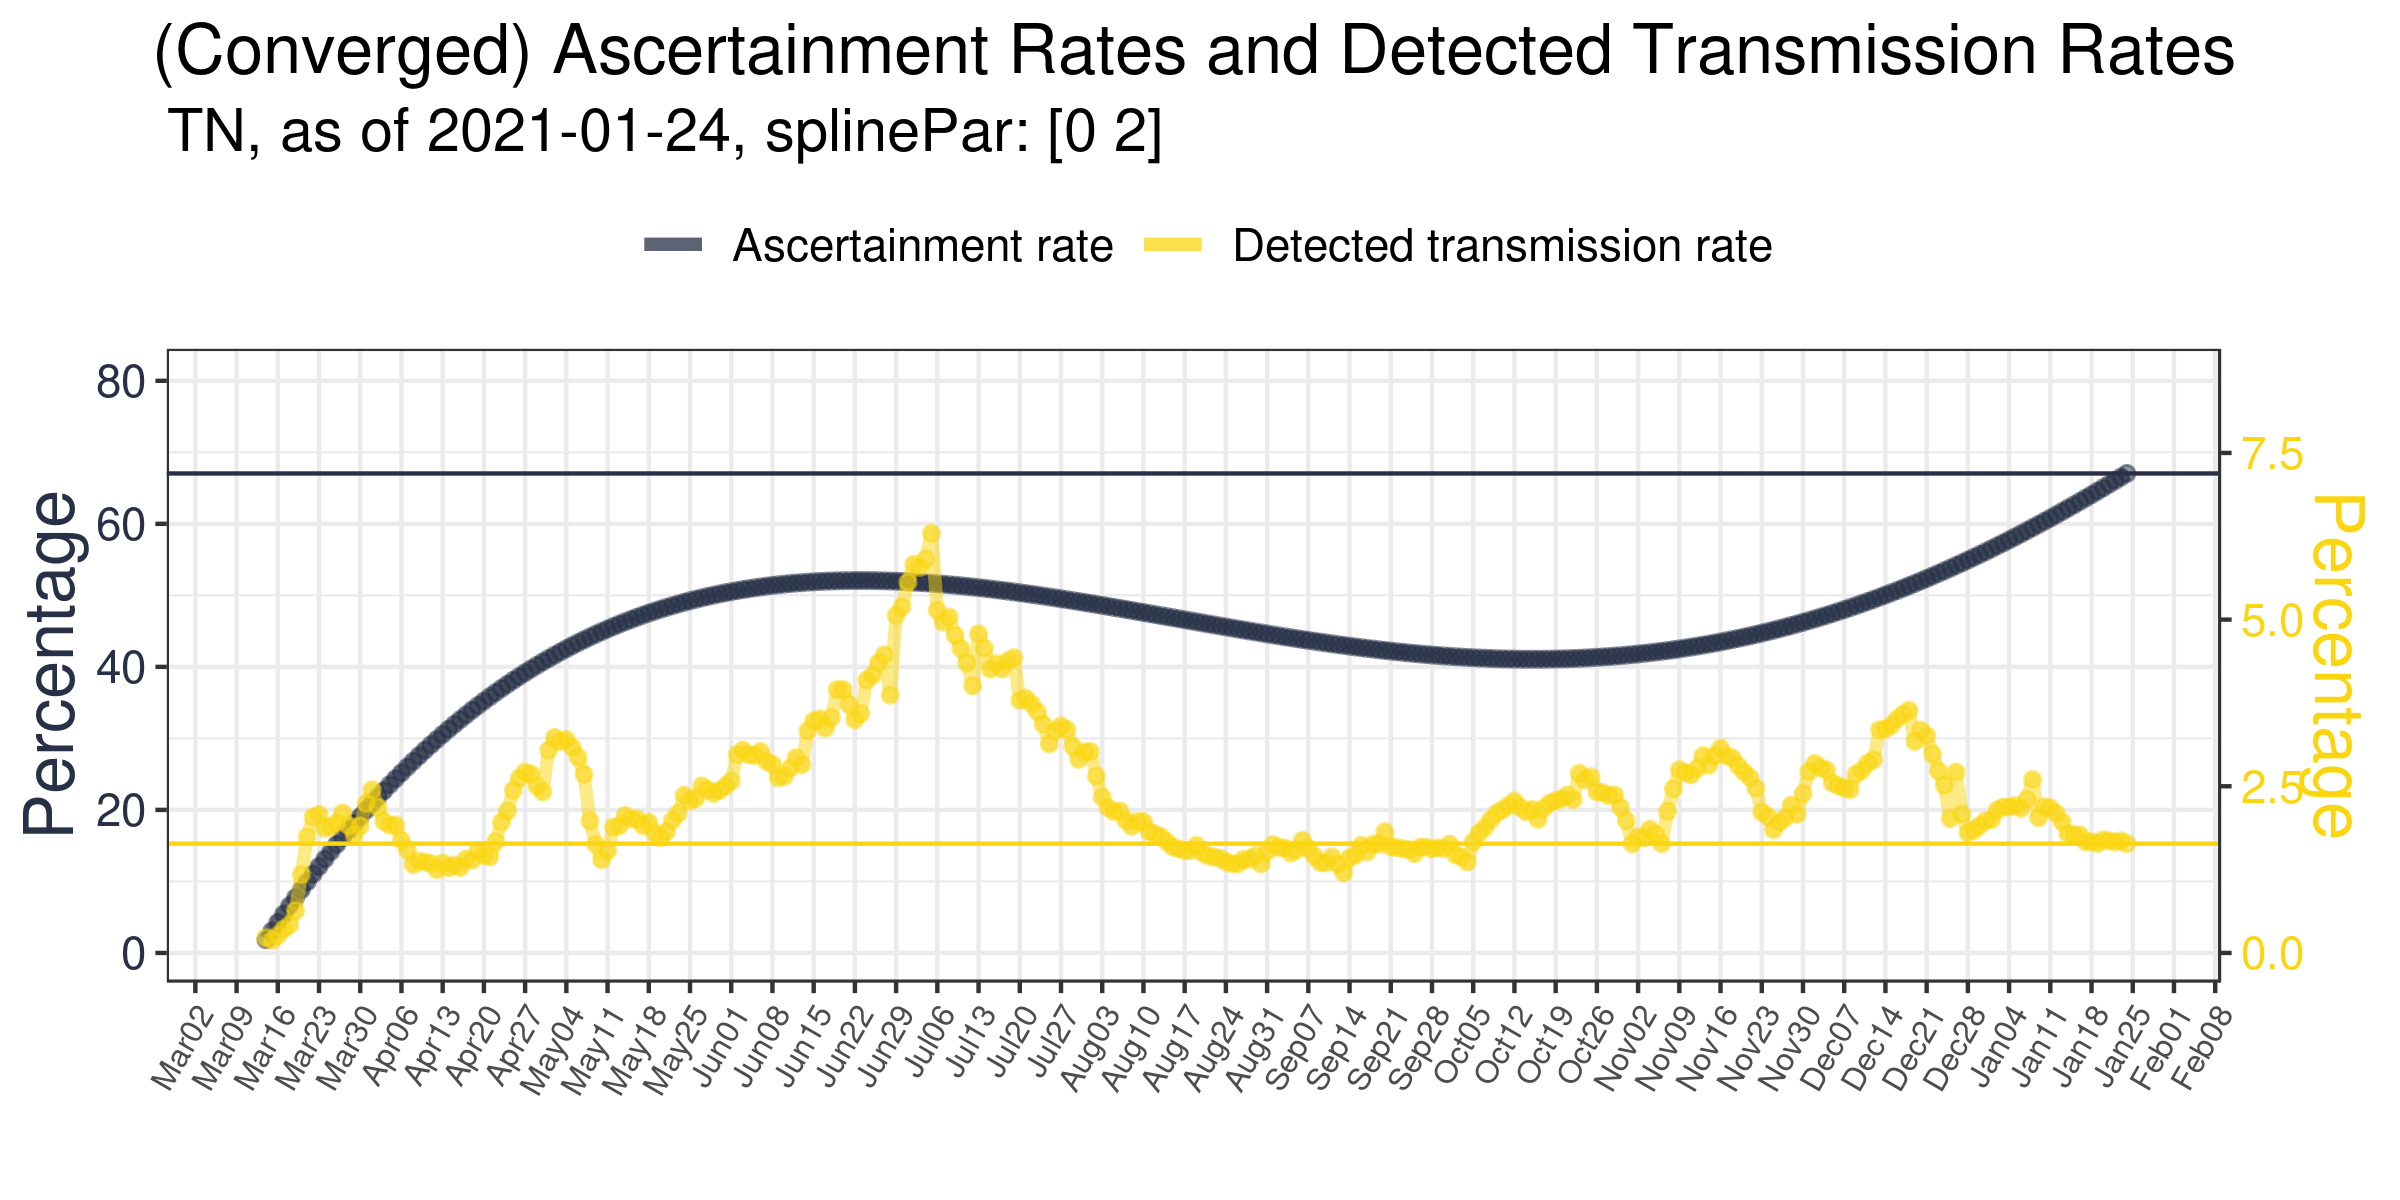 (Converged) Ascertainment Rates and Detected Transmission Rates
TN, as of 2021-01-24, splinePar: [0 2]
Ascertainment rate
Detected transmission rate
Percentage
80
60
40
20
0
7.5
5.0
2.5
0.0
Percentage
Mar02
Mar09
Mar16
Mar23
Mar30
Apr06
Apr13
Apr20
Apr27
May04
May11
May18
May25
Jun01
Jun08
Jun15
Jun22
Jun29
Jul06
Jul13
Jul20
Jul27
Aug03
Aug10
Aug17
Aug24
Aug31
Sep07
Sep14
Sep21
Sep28
Oct05
Oct12
Oct19
Oct26
Nov02
Nov09
Nov16
Nov23
Nov30
Dec07
Dec14
Dec21
Dec28
Jan04
Jan11
Jan18
Jan25
Feb01
Feb08